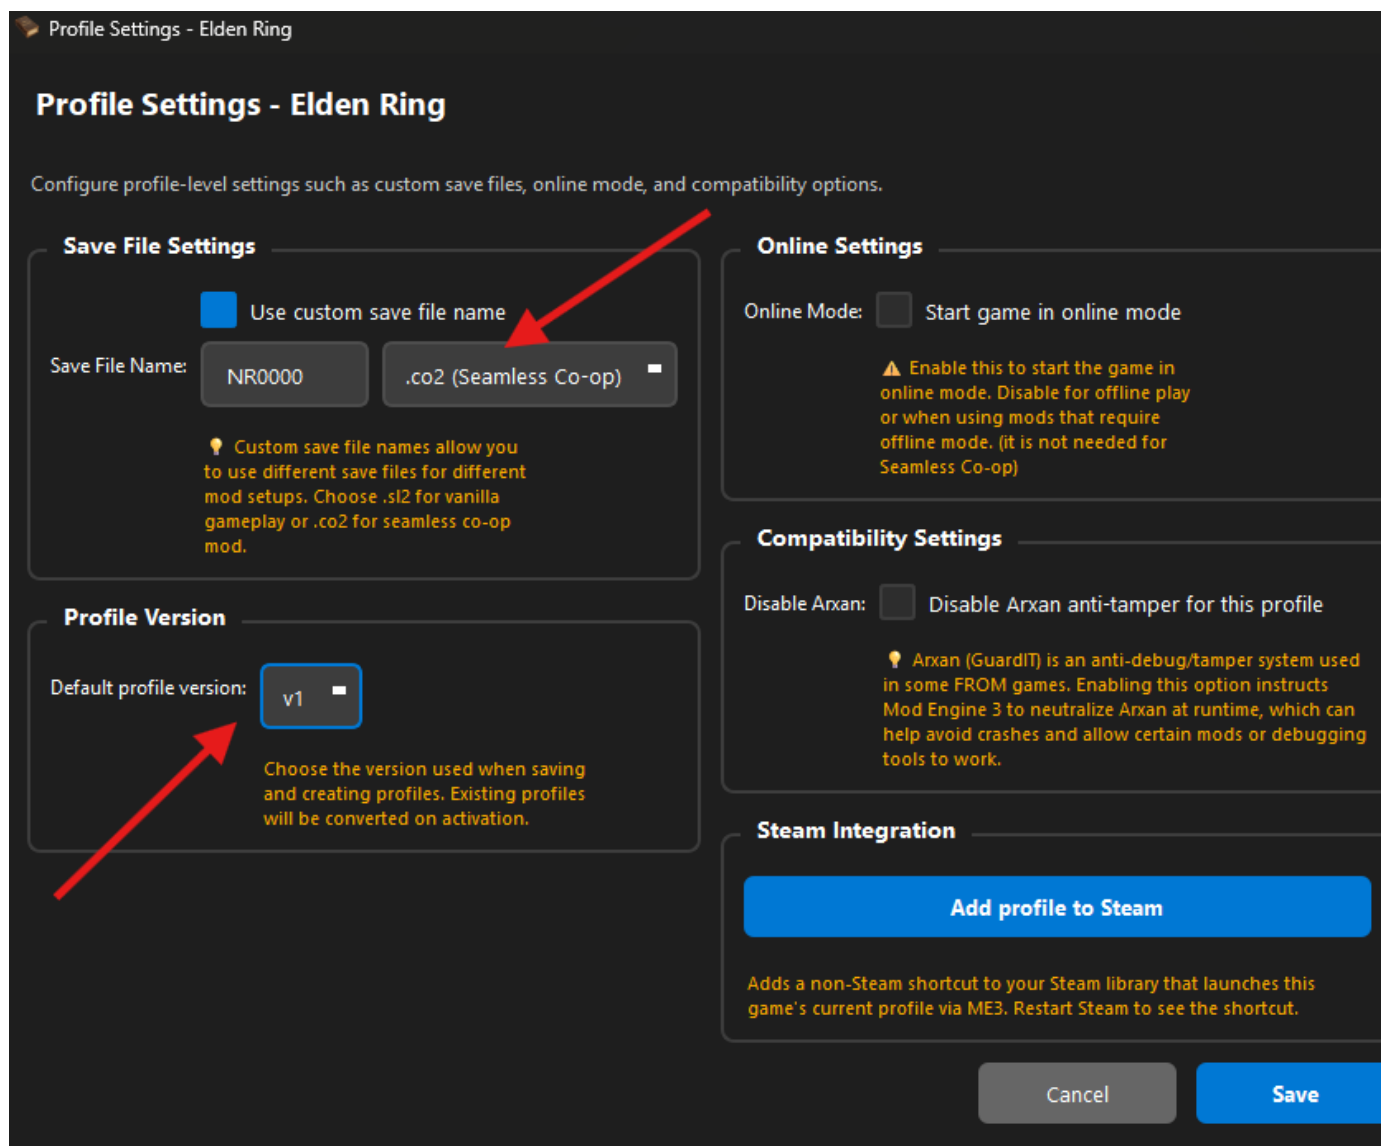 Profile Settings - Elden Ring
Profile Settings - Elden Ring
Configure profile-level settings such as custom save files, online mode, and compatibility options.
Save File Settings
Use custom save file name
Save File Name:
NR0000
.co2 (Seamless Co-op)
💡 Custom save file names allow you
to use different save files for different
mod setups. Choose .sl2 for vanilla
gameplay or .co2 for seamless co-op
mod.
Profile Version
Default profile version:
v1
Choose the version used when saving
and creating profiles. Existing profiles
will be converted on activation.
Online Settings
Online Mode:
Start game in online mode
⚠ Enable this to start the game in
online mode. Disable for offline play
or when using mods that require
offline mode. (it is not needed for
Seamless Co-op)
Compatibility Settings
Disable Arxan:
Disable Arxan anti-tamper for this profile
💡 Arxan (GuardIT) is an anti-debug/tamper system used
in some FROM games. Enabling this option instructs
Mod Engine 3 to neutralize Arxan at runtime, which can
help avoid crashes and allow certain mods or debugging
tools to work.
Steam Integration
Add profile to Steam
Adds a non-Steam shortcut to your Steam library that launches this
game's current profile via ME3. Restart Steam to see the shortcut.
Cancel
Save